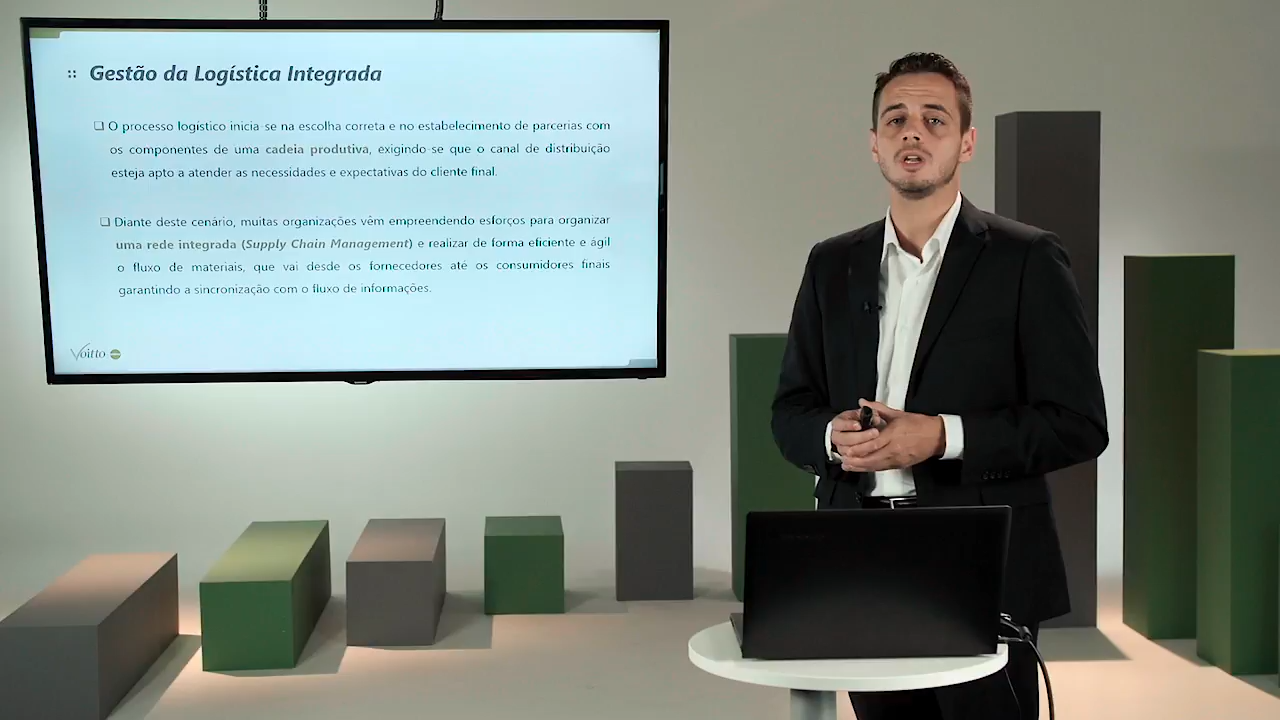 Gestão da Logística Integrada
O processo logístico inicia-se na escolha correta e no estabelecimento de parcerias com
os componentes de uma cadeia produtiva, exigindo-se que o canal de distribuição
esteja apto a atender as necessidades e expectativas do cliente final.
Diante deste cenário, muitas organizações vêm empreendendo esforços para organizar
uma rede integrada (Supply Chain Management) e realizar de forma eficiente e ágil
o fluxo de materiais, que vai desde os fornecedores até os consumidores finais
garantindo a sincronização com o fluxo de informações.
Voitto